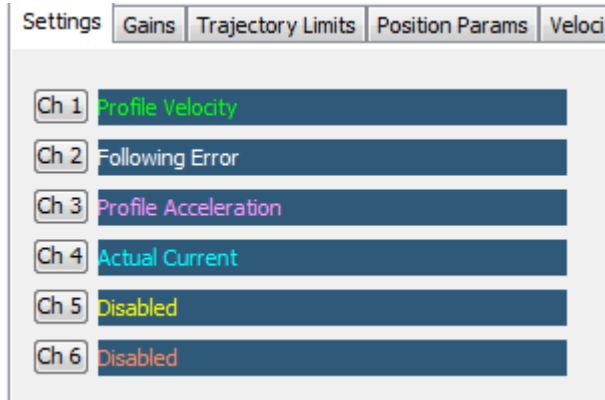 Settings Gains Trajectory Limits Position Params Veloci
Ch 1 Profile Velocity
Ch 2 Following Error
Ch 3 Profile Acceleration
Ch 4 Actual Current
Ch 5 Disabled
Ch 6 Disabled